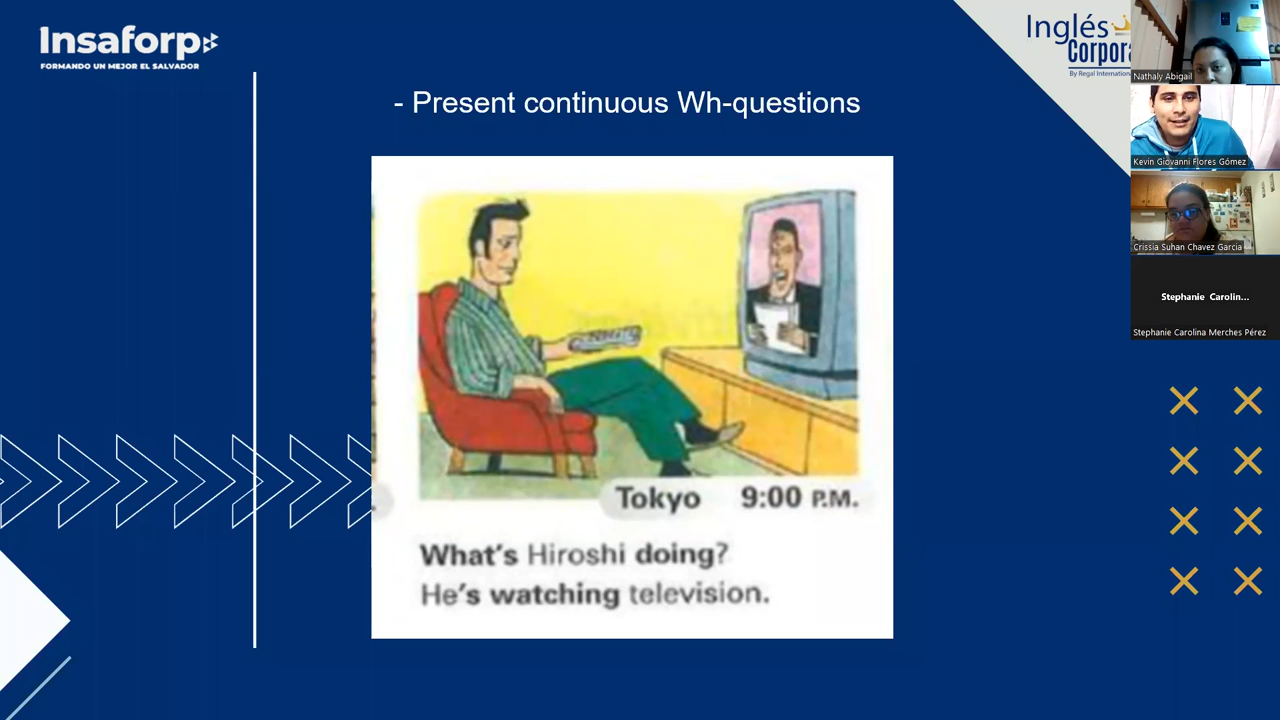 Insaforp
FORMANDO UN MEJOR EL SALVADOR
- Present continuous Wh-questions
Inglés
Corpora
By Regal Internation
Nathaly Abigail
Kevin Giovanni Flores Gómez
Crissia Suhan Chavez Garcia
Stephanie Carolin...
Stephanie Carolina Merches Pérez
Tokyo 9:00 P.M.
What's Hiroshi doing?
He's watching television.